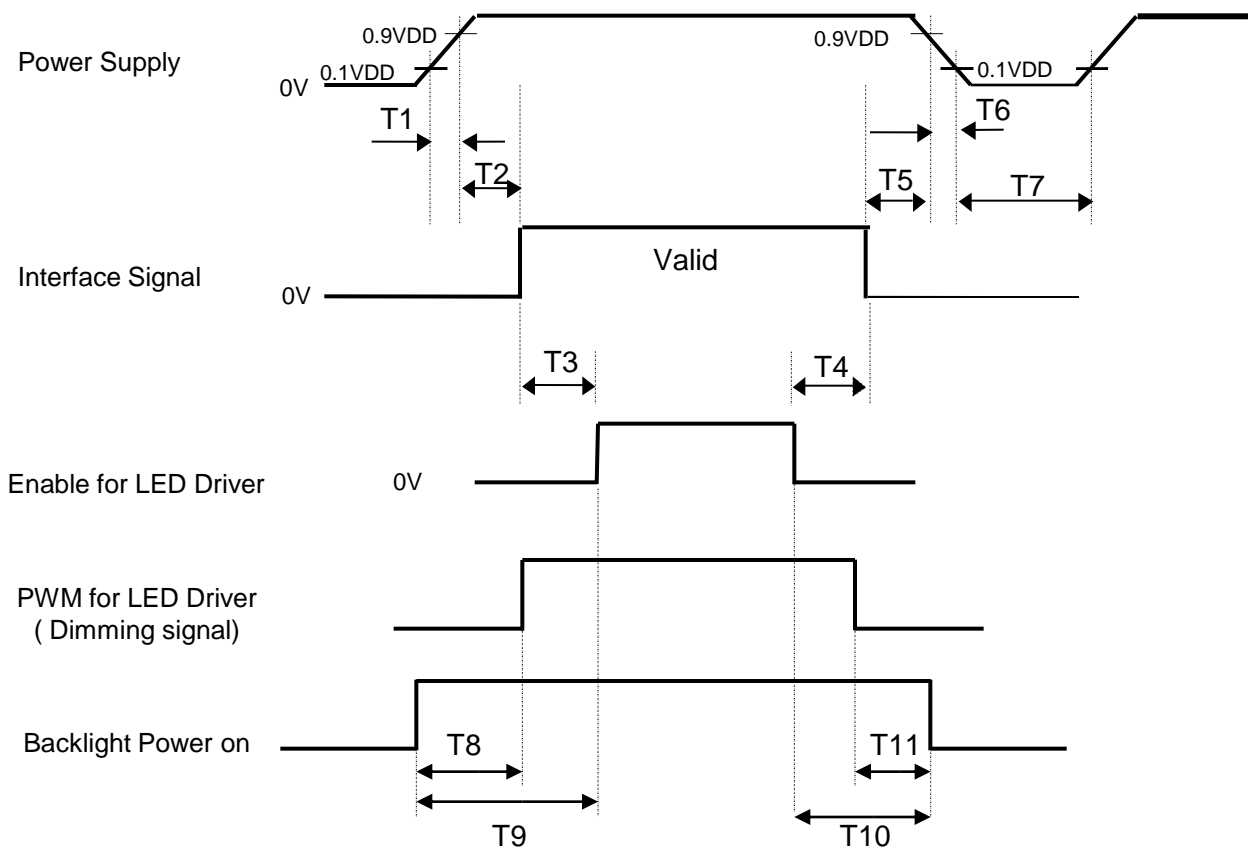 0.9VDD
0.9VDD
Power Supply
0.1VDD
0.1VDD
0V
T1
T6
T2
T5
T7
Valid
Interface Signal
0V
T3
T4
Enable for LED Driver
0V
PWM for LED Driver
( Dimming signal)
Backlight Power on
T8
T11
T9
T10